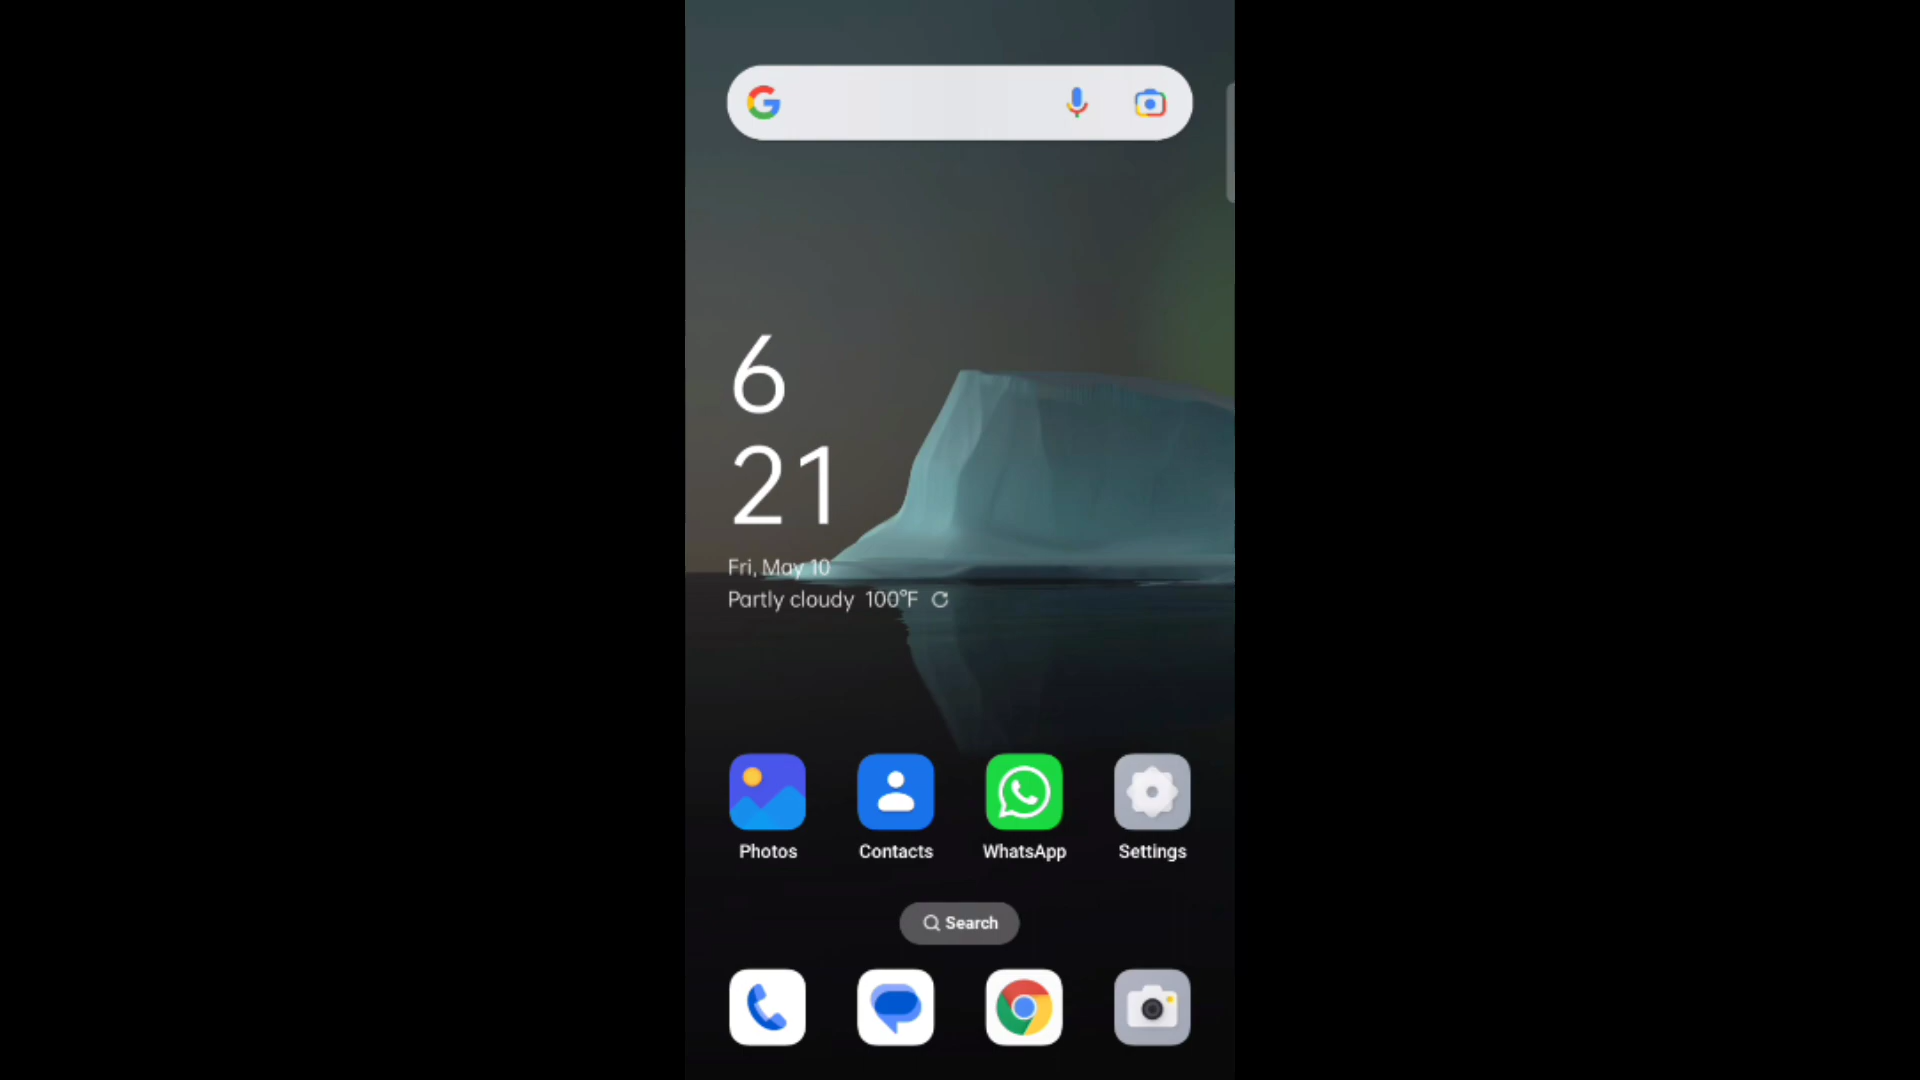 6
21
Fri, May 10
Partly cloudy 100°F
Photos Contacts WhatsApp Settings
Search